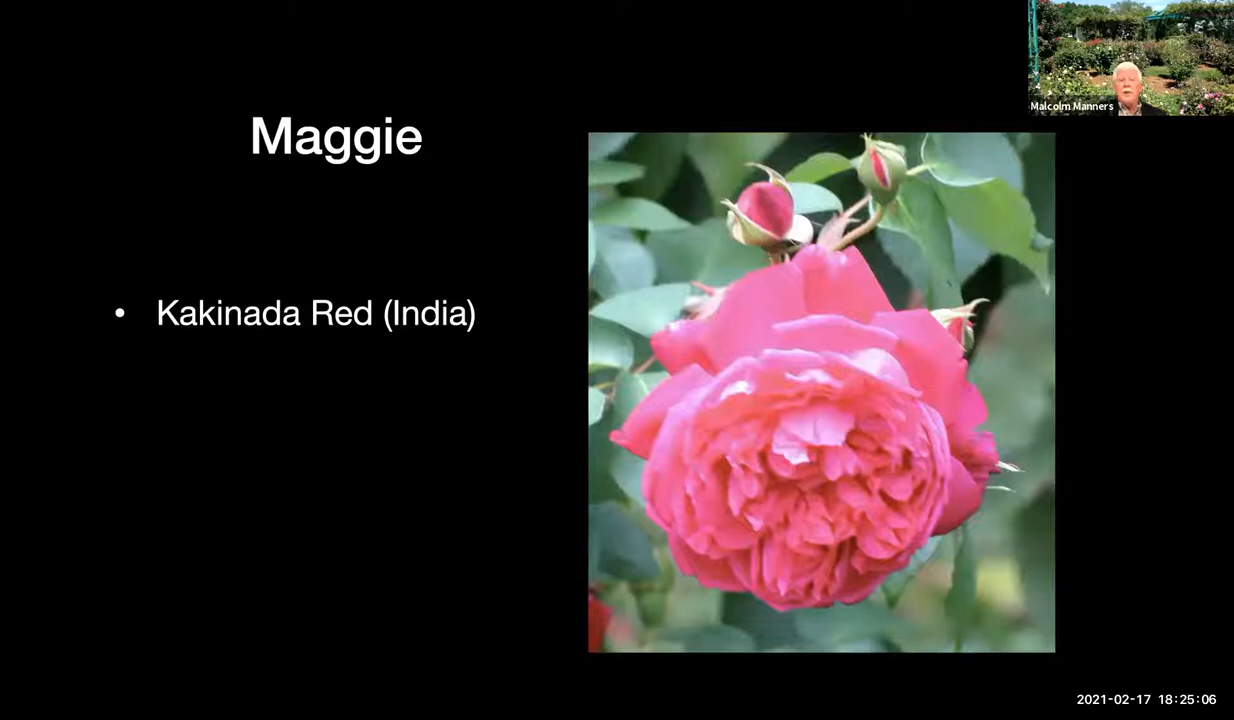 Malcolm Manners
Maggie
• Kakinada Red (India)
2021-02-17 18:25:06